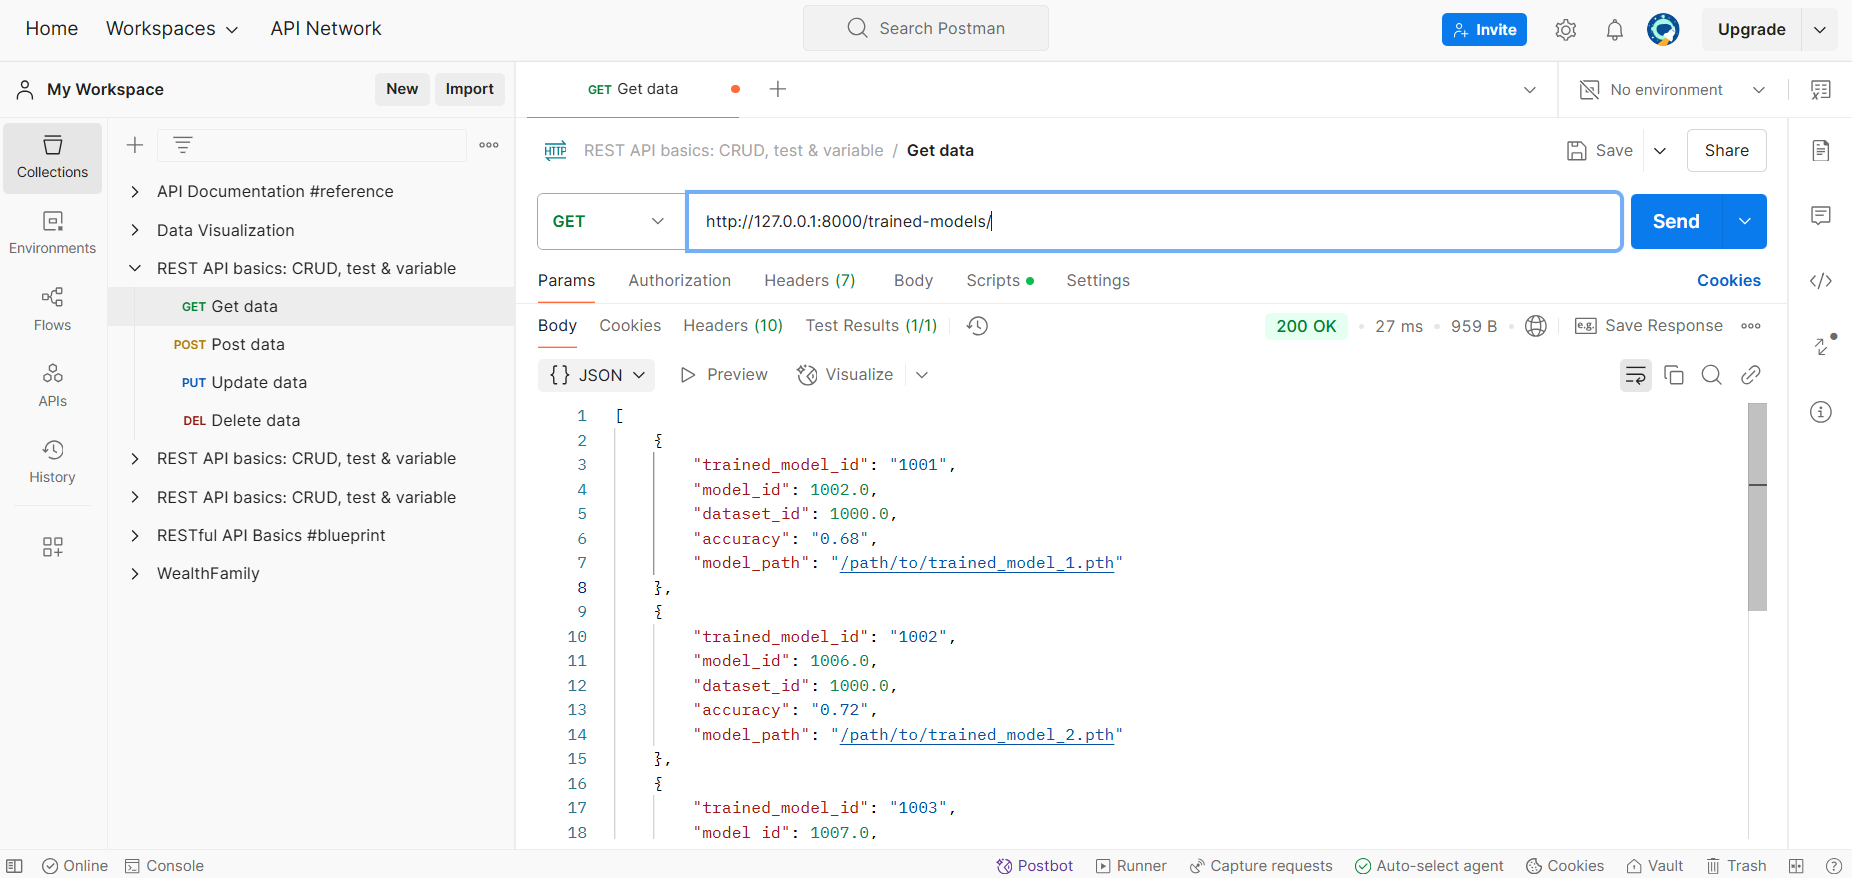 Home Workspaces API Network Search Postman Invite Upgrade
My Workspace New Import GET Get data No environment
Collections
Environments
Flows
APIs
History
API Documentation #reference
Data Visualization
REST API basics: CRUD, test & variable
GET Get data
POST Post data
PUT Update data
DEL Delete data
REST API basics: CRUD, test & variable
REST API basics: CRUD, test & variable
RESTful API Basics #blueprint
WealthFamily
HTTP REST API basics: CRUD, test & variable / Get data Save Share
GET http://127.0.0.1:8000/trained-models/ Send
Params Authorization Headers (7) Body Scripts Settings Cookies
Body Cookies Headers (10) Test Results (1/1) 200 OK 27 ms 959 B e.g. Save Response
{} JSON Preview Visualize
1 [
2 {
3 "trained_model_id": "1001",
4 "model_id": 1002.0,
5 "dataset_id": 1000.0,
6 "accuracy": "0.68",
7 "model_path": "/path/to/trained_model_1.pth"
8 },
9 {
10 "trained_model_id": "1002",
11 "model_id": 1006.0,
12 "dataset_id": 1000.0,
13 "accuracy": "0.72",
14 "model_path": "/path/to/trained_model_2.pth"
15 },
16 {
17 "trained_model_id": "1003",
18 "model_id": 1007.0,
Online Console Postbot Runner Capture requests Auto-select agent Cookies Vault Trash